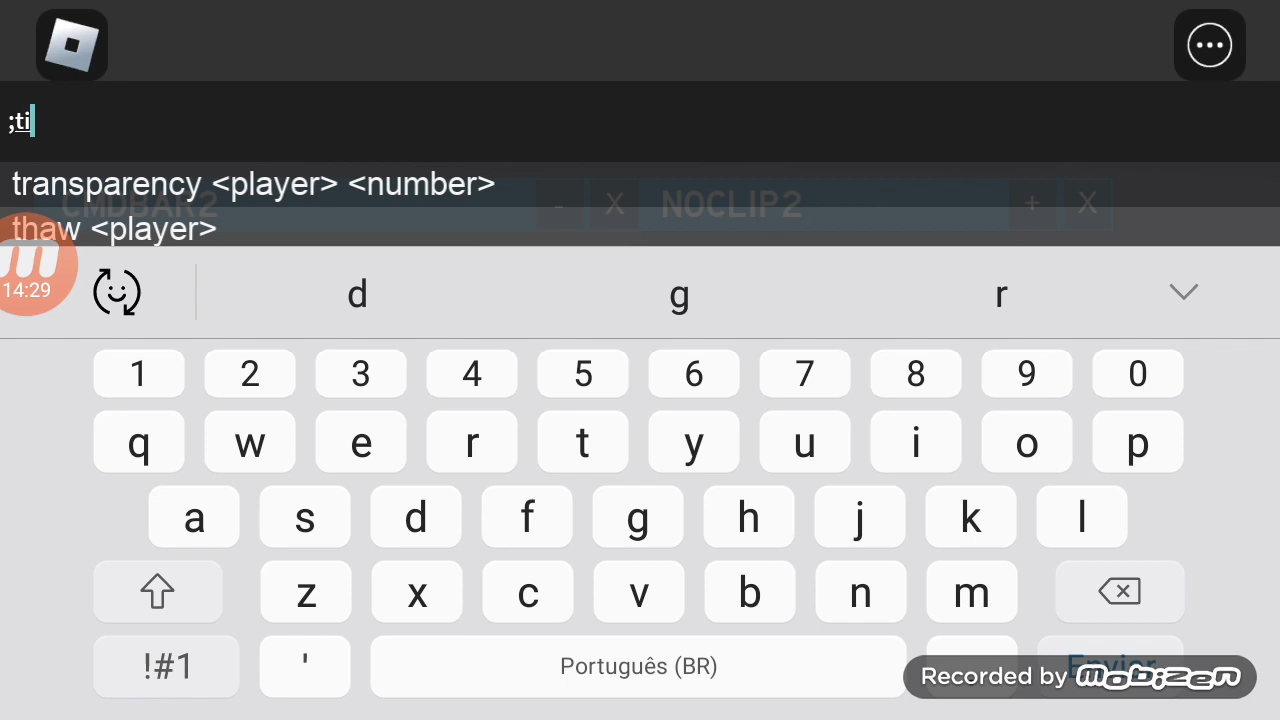 ;ti
transparency <player> <number>
CMDBAR2 - X NOCLIP2 + X
thaw <player>
14:29
d g r
1 2 3 4 5 6 7 8 9 0
q w e r t y u i o p
a s d f g h j k l
z x c v b n m
!#1 ' Português (BR) Enviar
Recorded by mobizen